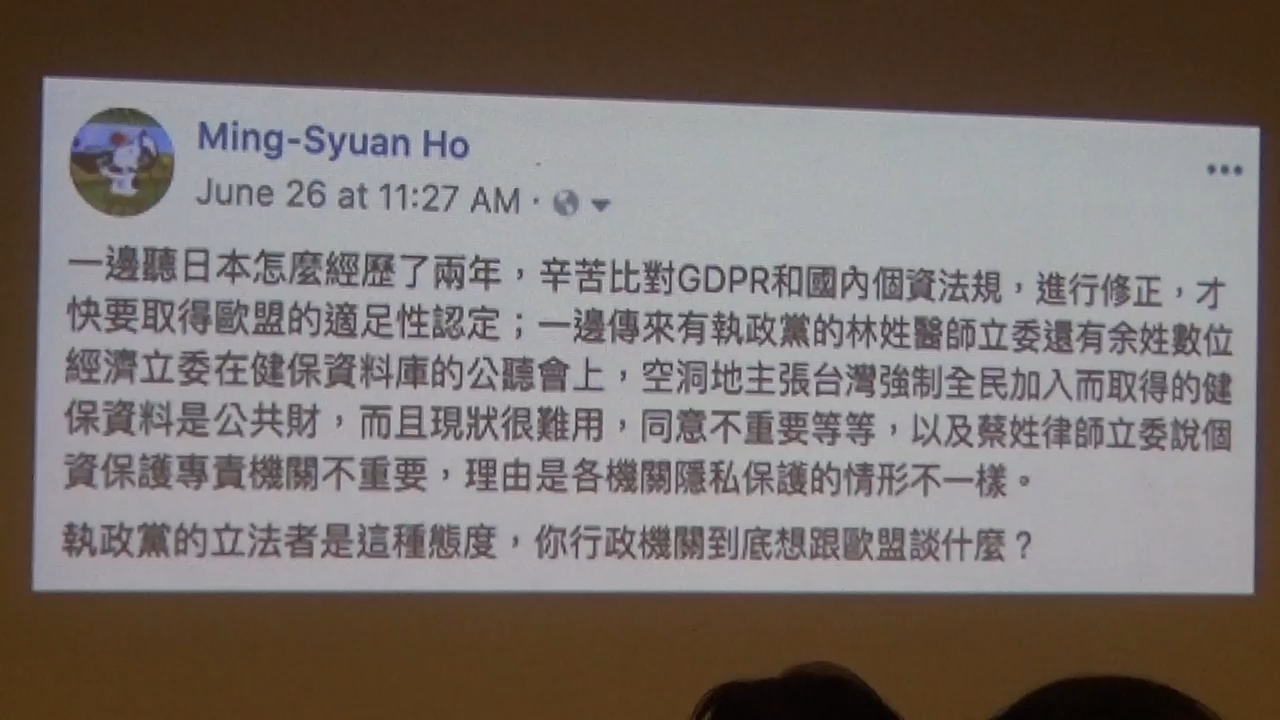 Ming-Syuan Ho
June 26 at 11:27 AM ·
一邊聽日本怎麼經歷了兩年，辛苦比對GDPR和國內個資法規，進行修正，才
快要取得歐盟的適足性認定；一邊傳來有執政黨的林姓醫師立委還有余姓數位
經濟立委在健保資料庫的公聽會上，空洞地主張台灣強制全民加入而取得的健
保資料是公共財，而且現狀很難用，同意不重要等等，以及蔡姓律師立委說個
資保護專責機關不重要，理由是各機關隱私保護的情形不一樣。
執政黨的立法者是這種態度，你行政機關到底想跟歐盟談什麼？